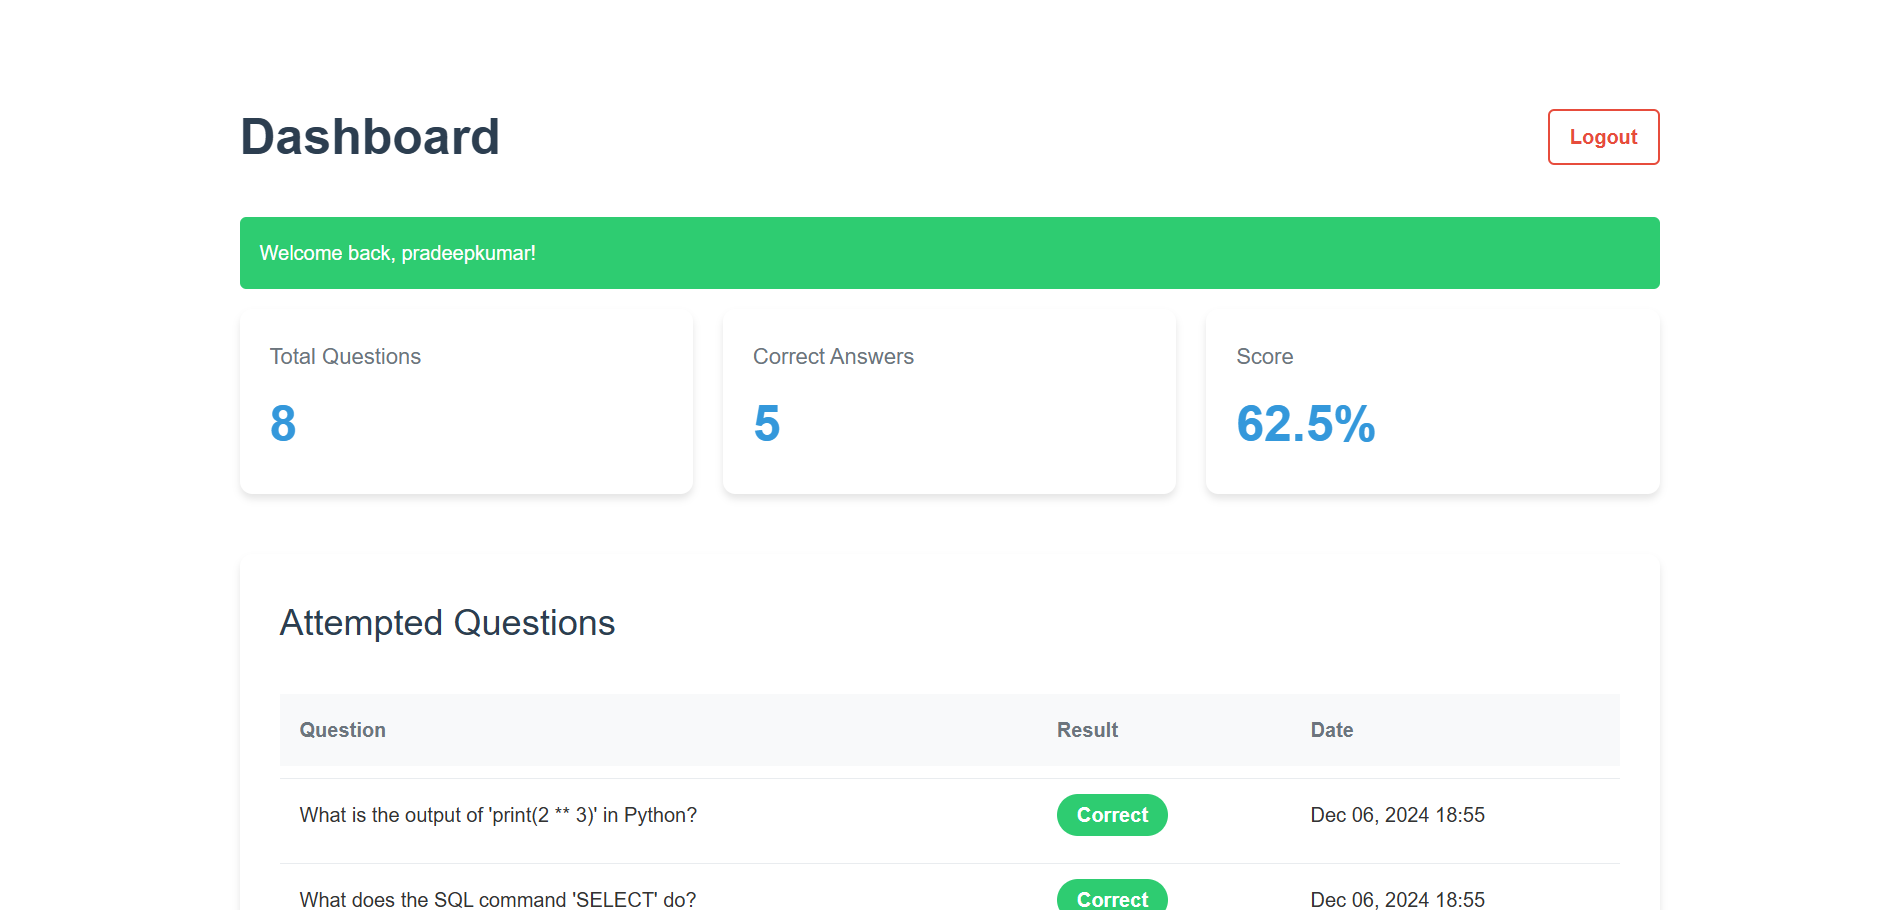 Dashboard
Logout
Welcome back, pradeepkumar!
Total Questions
8
Correct Answers
5
Score
62.5%
Attempted Questions
Question Result Date
What is the output of 'print(2 ** 3)' in Python? Correct Dec 06, 2024 18:55
What does the SQL command 'SELECT' do? Correct Dec 06, 2024 18:55